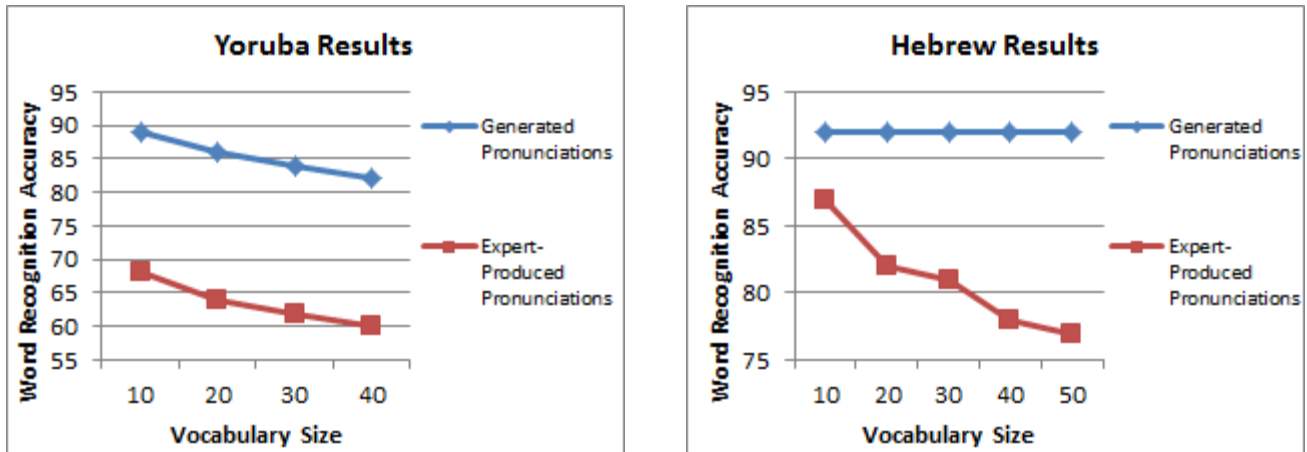 Yoruba Results
Word Recognition Accuracy
95
90
85
80
75
70
65
60
55
10 20 30 40
Vocabulary Size
Generated
Pronunciations
Expert-
Produced
Pronunciations
Hebrew Results
Word Recognition Accuracy
95
90
85
80
75
10 20 30 40 50
Vocabulary Size
Generated
Pronunciations
Expert-
Produced
Pronunciations